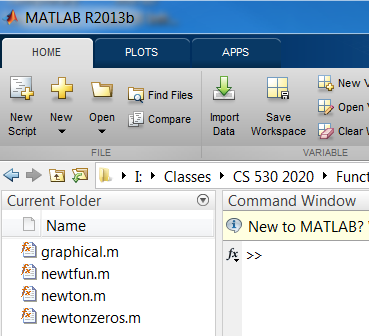 MATLAB R2013b
HOME PLOTS APPS
New Script
New
Open
Find Files
Compare
Import Data
Save Workspace
New V
Open
Clear
FILE VARIABLE
I: Classes CS 530 2020 Funct
Current Folder
Command Window
Name
New to MATLAB?
graphical.m
fx >>
newtfun.m
newton.m
newtonzeros.m